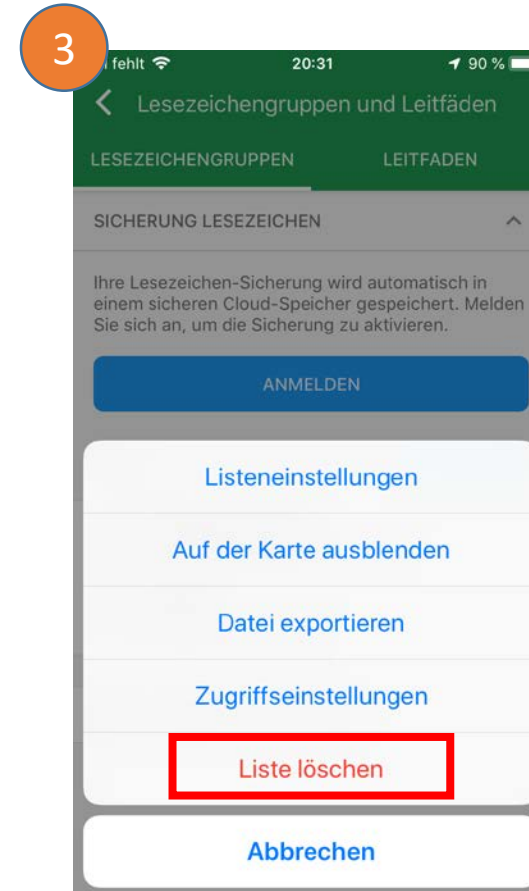 3
fehlt 20:31 90 %
Lesezeichengruppen und Leitfäden
LESEZEICHENGRUPPEN LEITFADEN
SICHERUNG LESEZEICHEN
Ihre Lesezeichen-Sicherung wird automatisch in
einem sicheren Cloud-Speicher gespeichert. Melden
Sie sich an, um die Sicherung zu aktivieren.
ANMELDEN
Listeneinstellungen
Auf der Karte ausblenden
Datei exportieren
Zugriffseinstellungen
Liste löschen
Abbrechen